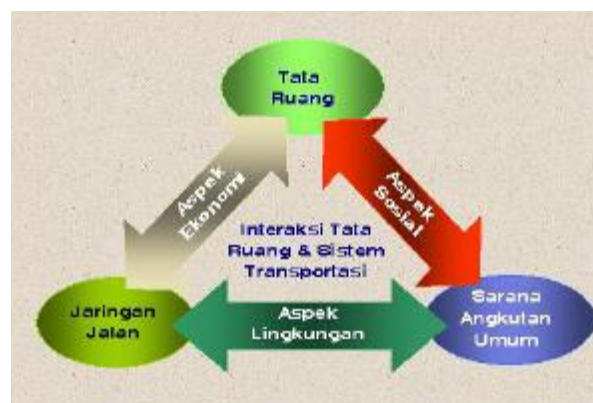 Tata
Ruang
Aspek
Ekonomi
Aspek
Sosial
Interaksi Tata
Ruang & Sistem
Transportasi
Jaringan
Jalan
Aspek
Lingkungan
Sarana
Angkutan
Umum